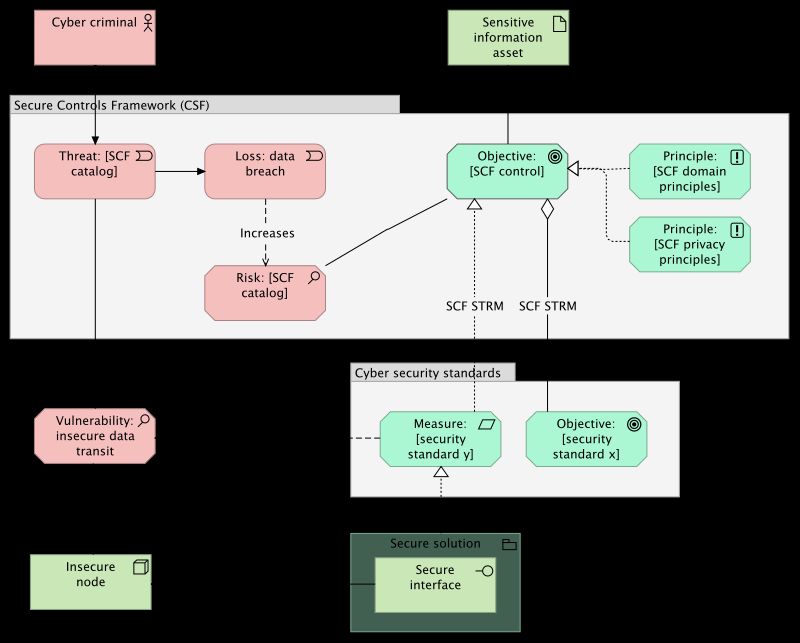 Cyber criminal
Sensitive
information
asset
Secure Controls Framework (CSF)
Threat: [SCF
catalog]
Loss: data
breach
Objective:
[SCF control]
Principle:
[SCF domain
principles]
Principle:
[SCF privacy
principles]
Increases
Risk: [SCF
catalog]
SCF STRM
SCF STRM
Cyber security standards
Vulnerability:
insecure data
transit
Measure:
[security
standard y]
Objective:
[security
standard x]
Insecure
node
Secure solution
Secure
interface